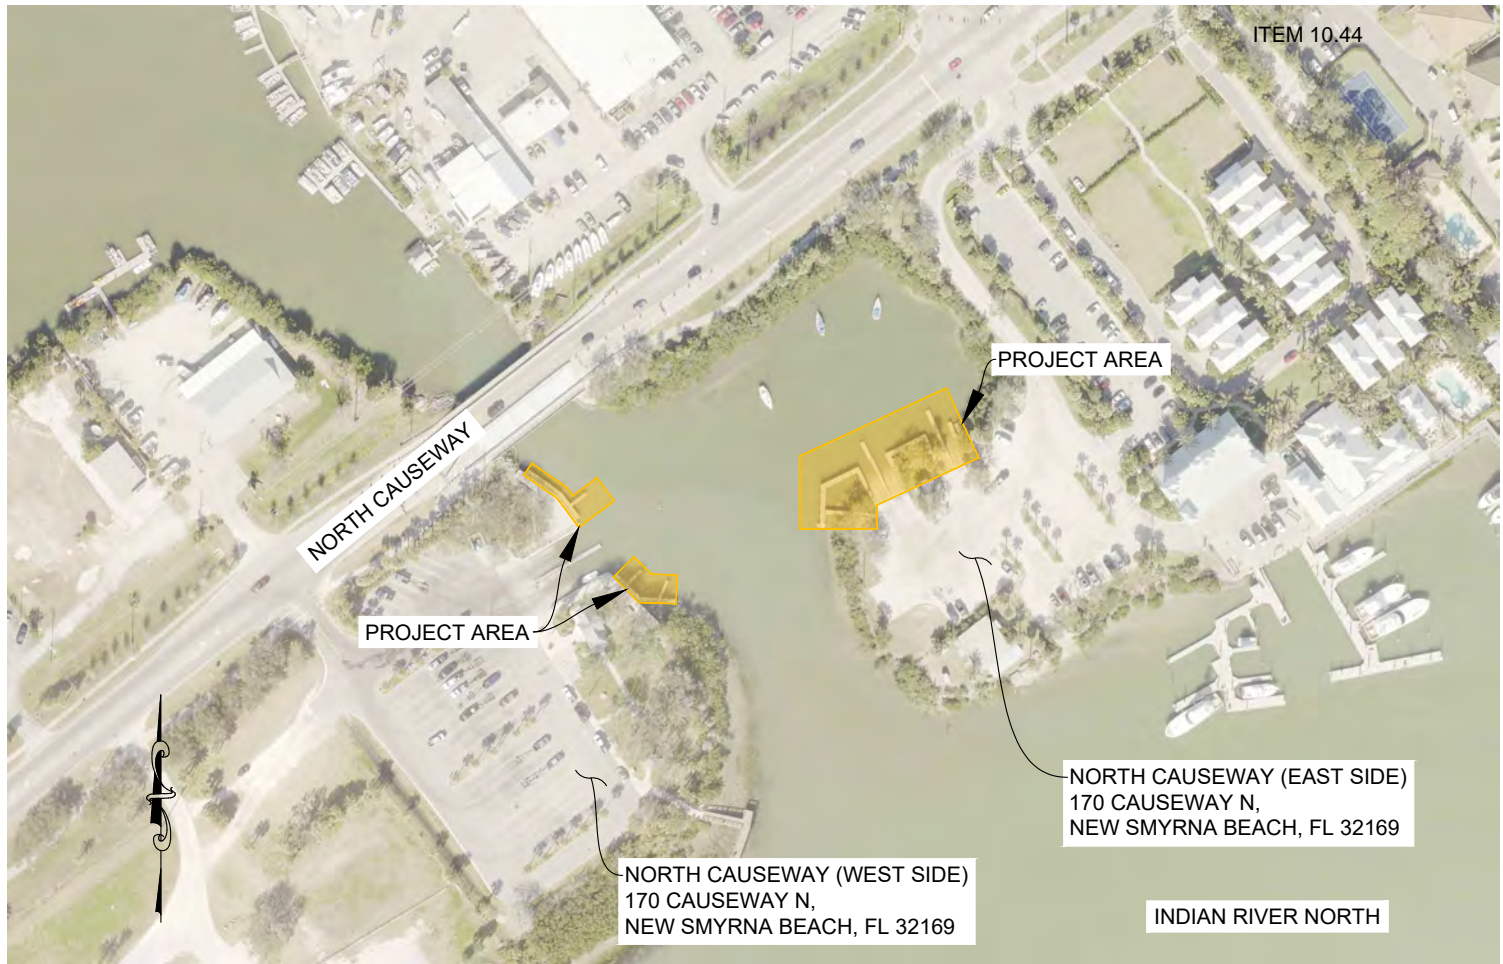 ITEM 10.44
PROJECT AREA
NORTH CAUSEWAY
PROJECT AREA
NORTH CAUSEWAY (EAST SIDE)
170 CAUSEWAY N,
NEW SMYRNA BEACH, FL 32169
NORTH CAUSEWAY (WEST SIDE)
170 CAUSEWAY N,
NEW SMYRNA BEACH, FL 32169
INDIAN RIVER NORTH